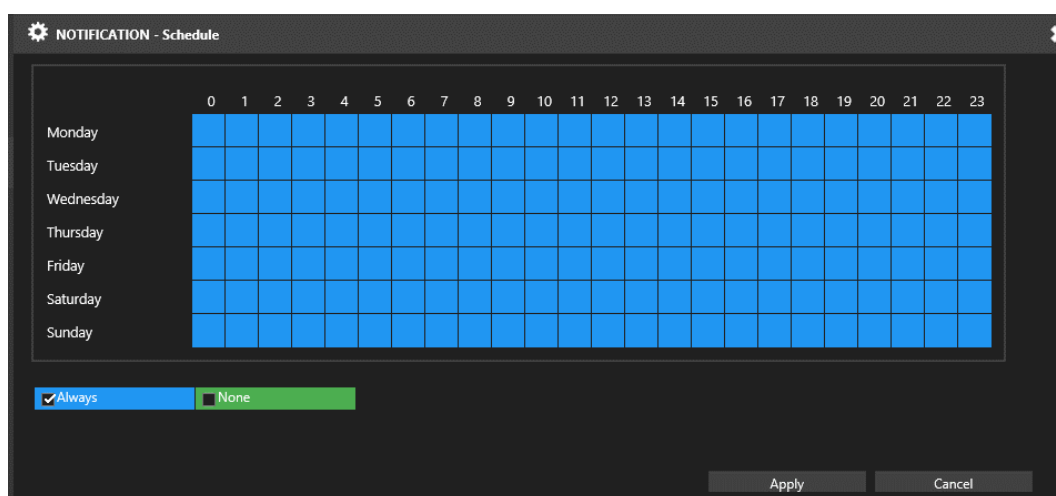 NOTIFICATION - Schedule
0 1 2 3 4 5 6 7 8 9 10 11 12 13 14 15 16 17 18 19 20 21 22 23
Monday
Tuesday
Wednesday
Thursday
Friday
Saturday
Sunday
Always None
Apply Cancel